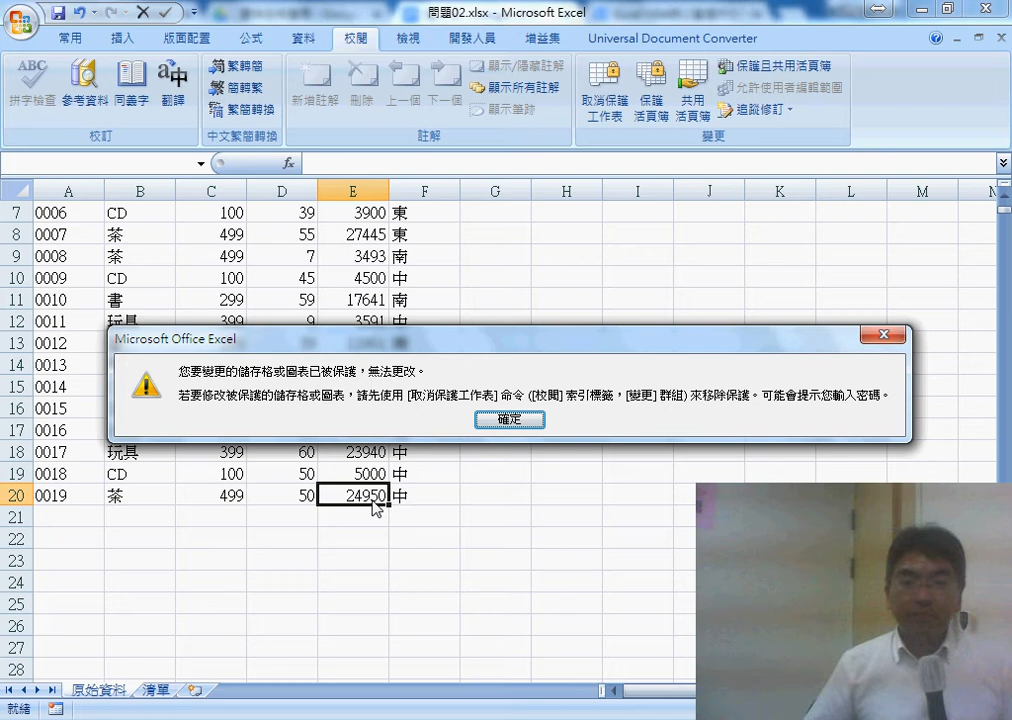 問題02.xlsx - Microsoft Excel
常用 插入 版面配置 公式 資料 校閱 檢視 開發人員 增益集 Universal Document Converter
ABC 拼字檢查 參考資料 同義字 翻譯
繁轉簡
簡轉繁
繁簡轉換
新增註解 刪除 上一個 下一個
顯示/隱藏註解
顯示所有註解
顯示筆跡
取消保護工作表 保護活頁簿 共用活頁簿
保護且共用活頁簿
允許使用者編輯範圍
追蹤修訂
校訂 中文繁簡轉換 註解 變更
fx
A B C D E F G H I J K L M N
7 0006 CD 100 39 3900 東
8 0007 茶 499 55 27445 東
9 0008 茶 499 7 3493 南
10 0009 CD 100 45 4500 中
11 0010 書 299 59 17641 南
12 0011 玩具 399 9 3591 中
Microsoft Office Excel
您要變更的儲存格或圖表已被保護，無法更改。
若要修改被保護的儲存格或圖表，請先使用 [取消保護工作表] 命令 ([校閱] 索引標籤，[變更] 群組) 來移除保護。可能會提示您輸入密碼。
確定
13 0012
14 0013
15 0014
16 0015
17 0016
18 0017 玩具 399 60 23940 中
19 0018 CD 100 50 5000 中
20 0019 茶 499 50 24950 中
21
22
23
24
25
26
27
28
原始資料 清單
就緒